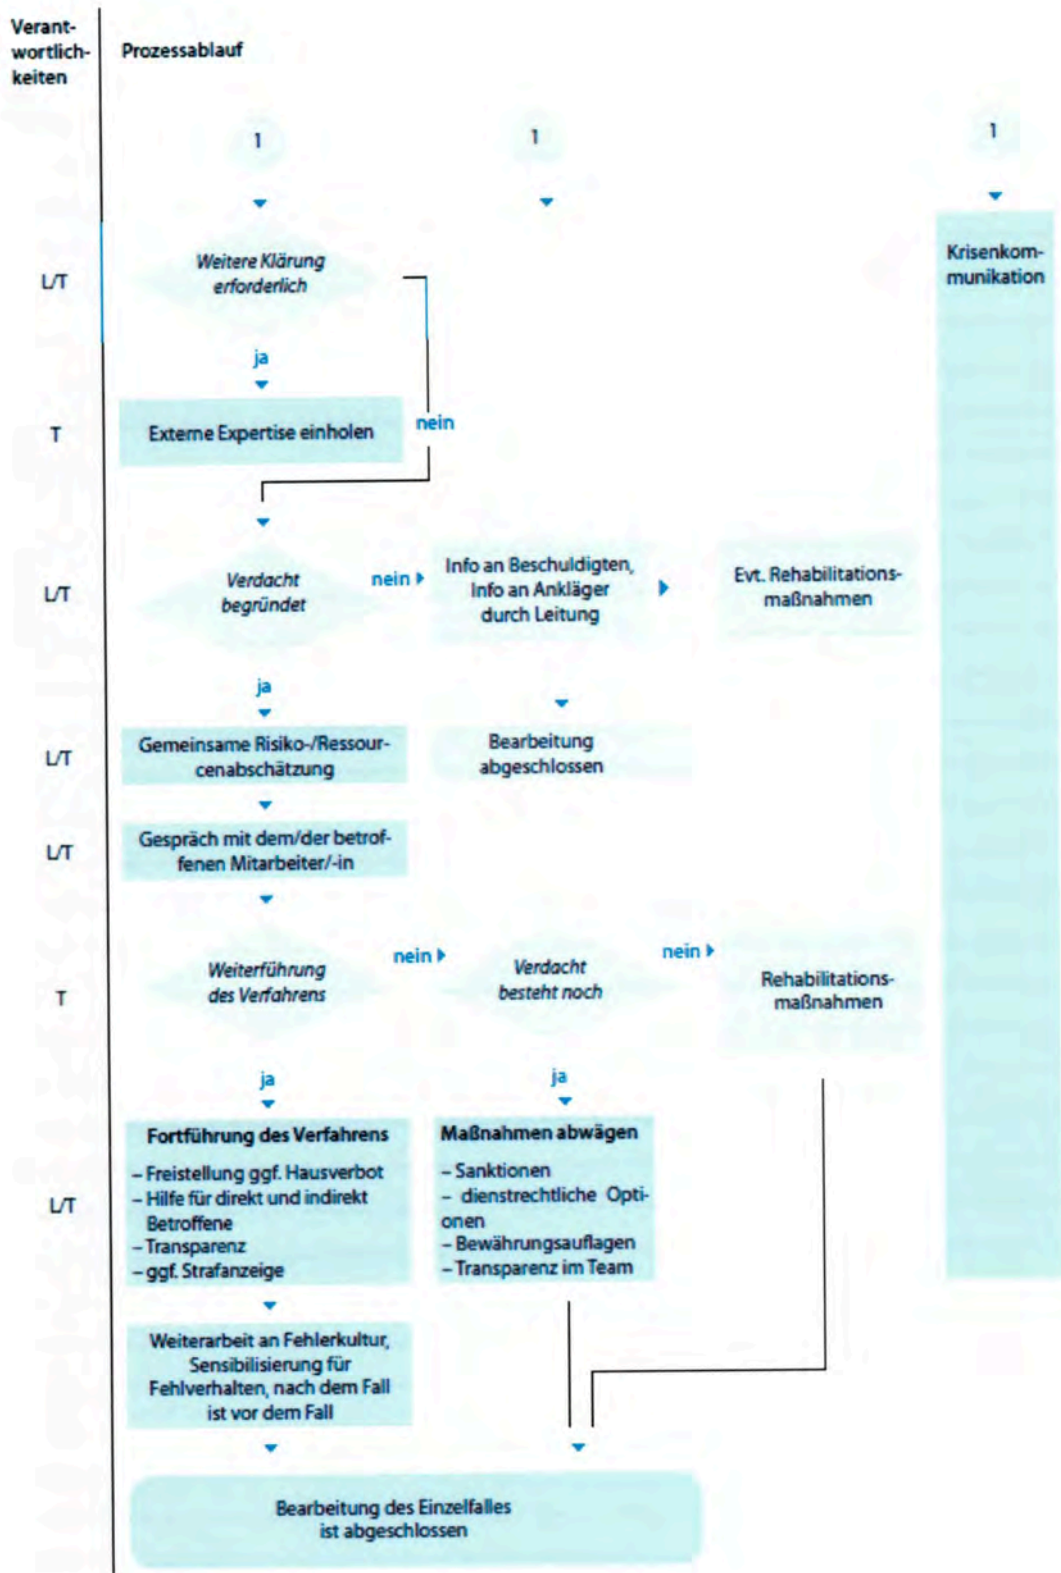 Verant-
wortlich-
keiten
Prozessablauf
1
1
1
L/T
Weitere Klärung
erforderlich
Krisenkom-
munikation
ja
T
Externe Expertise einholen
nein
L/T
Verdacht
begründet
nein
Info an Beschuldigten,
Info an Ankläger
durch Leitung
Evt. Rehabilitations-
maßnahmen
ja
L/T
Gemeinsame Risiko-/Ressour-
cenabschätzung
Bearbeitung
abgeschlossen
L/T
Gespräch mit dem/der betrof-
fenen Mitarbeiter/-in
T
Weiterführung
des Verfahrens
nein
Verdacht
besteht noch
nein
Rehabilitations-
maßnahmen
ja
ja
L/T
Fortführung des Verfahrens
– Freistellung ggf. Hausverbot
– Hilfe für direkt und indirekt
Betroffene
– Transparenz
– ggf. Strafanzeige
Maßnahmen abwägen
– Sanktionen
– dienstrechtliche Opti-
onen
– Bewährungsauflagen
– Transparenz im Team
Weiterarbeit an Fehlerkultur,
Sensibilisierung für
Fehlverhalten, nach dem Fall
ist vor dem Fall
Bearbeitung des Einzelfalles
ist abgeschlossen